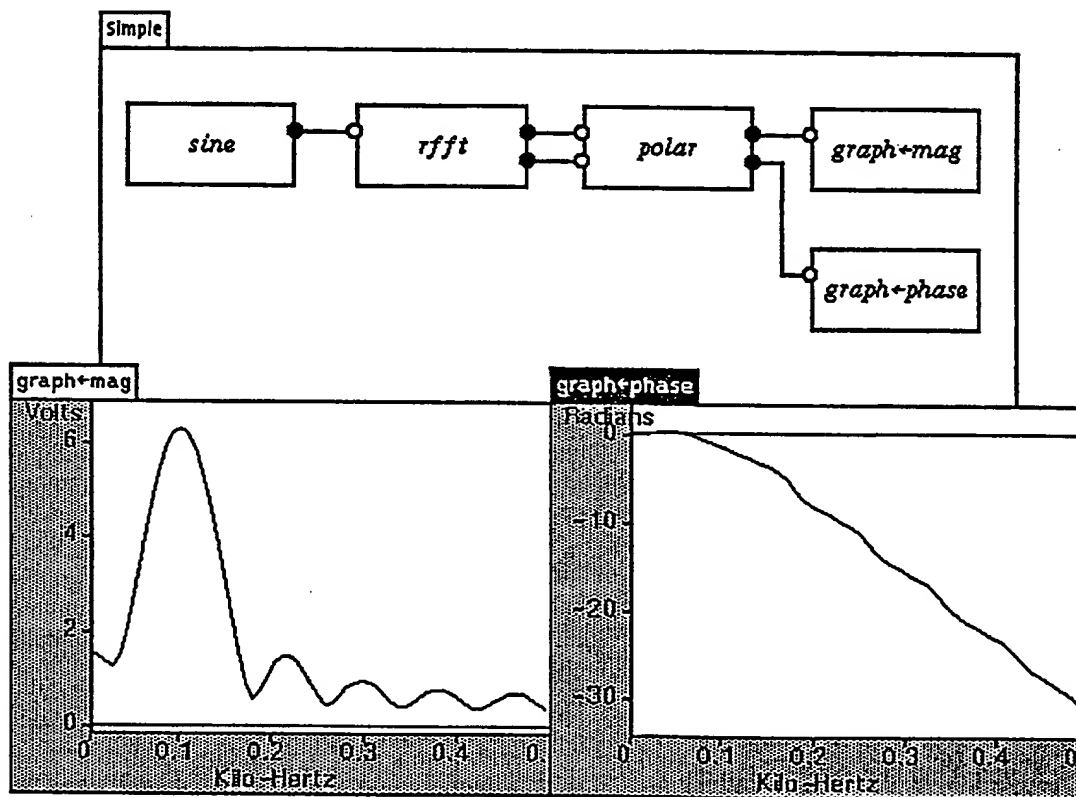 Simple
sine
rfft
polar
graph←mag
graph←phase
graph←mag
Volts
6
4
2
0
0 0.1 0.2 0.3 0.4 0.
Kilo-Hertz
graph←phase
Radians
0
-10
-20
-30
0 0.1 0.2 0.3 0.4 0.
Kilo-Hertz